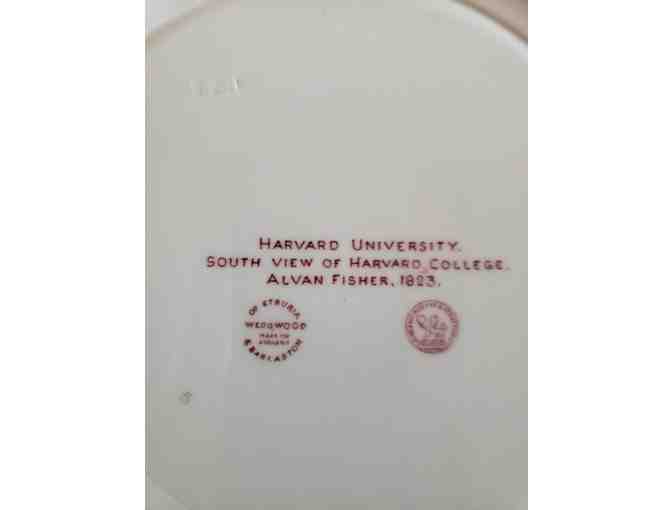 HARVARD UNIVERSITY.
SOUTH VIEW OF HARVARD COLLEGE.
ALVAN FISHER, 1823.
OF ETRURIA
WEDGWOOD
MADE IN
ENGLAND
& BARLASTON